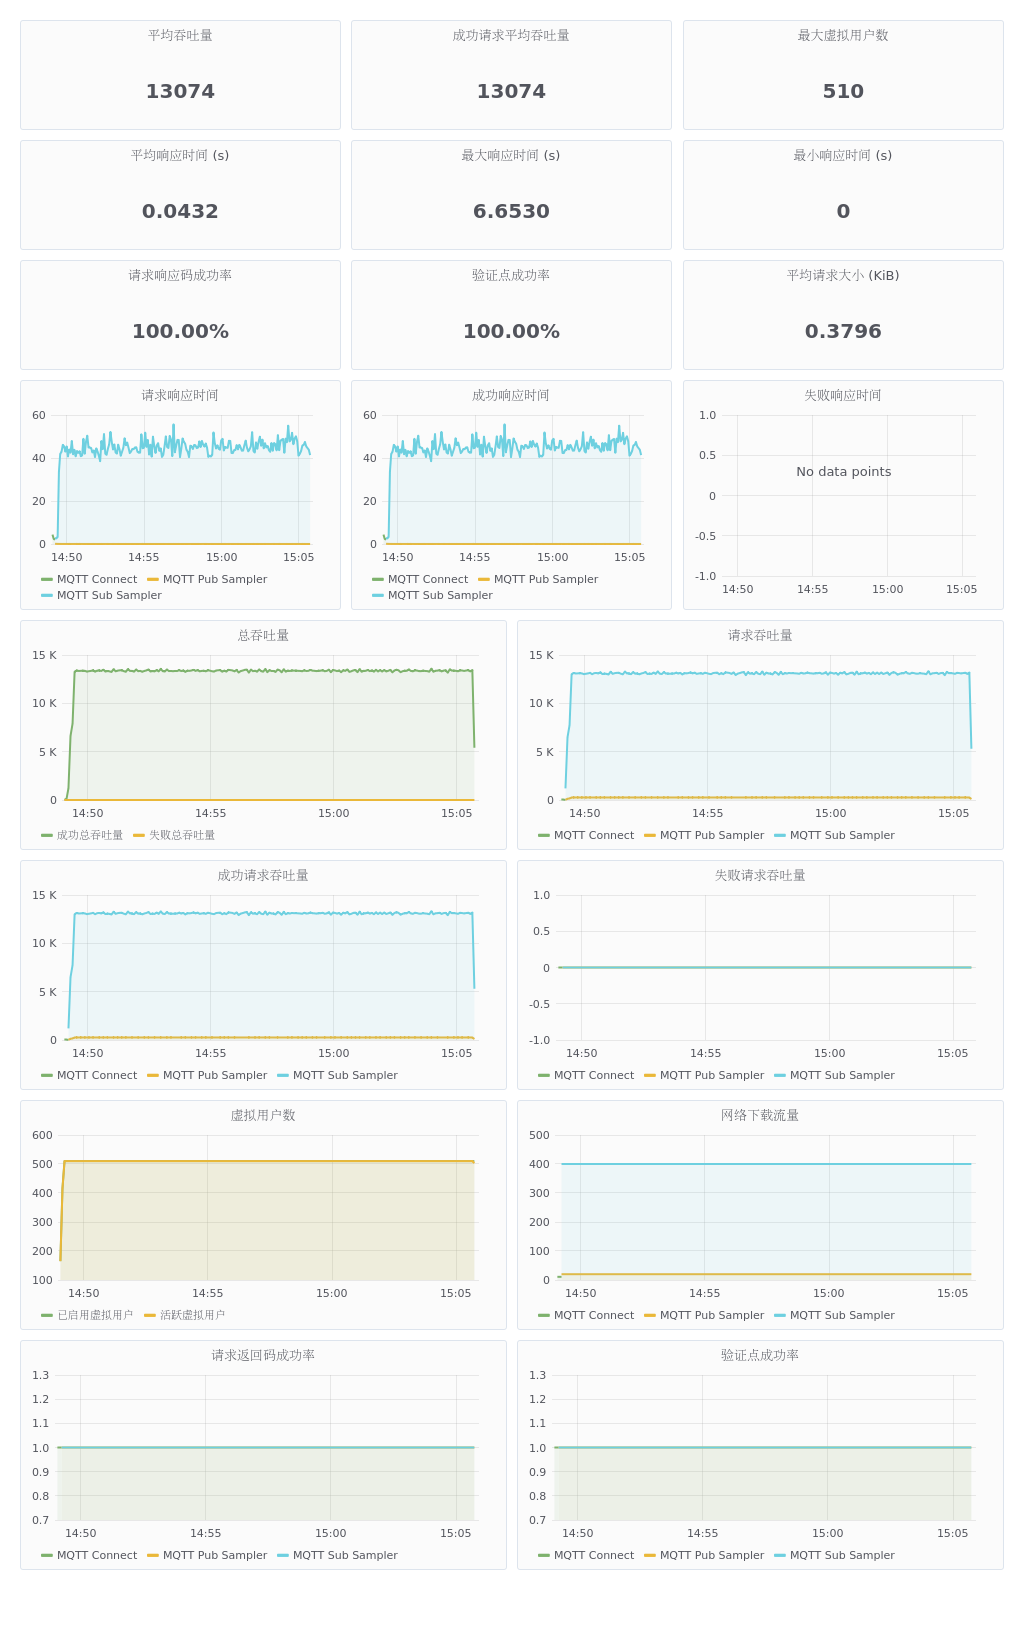 平均吞吐量
13074
成功请求平均吞吐量
13074
最大虚拟用户数
510
平均响应时间 (s)
0.0432
最大响应时间 (s)
6.6530
最小响应时间 (s)
0
请求响应码成功率
100.00%
验证点成功率
100.00%
平均请求大小 (KiB)
0.3796
请求响应时间
60
40
20
0
14:50 14:55 15:00 15:05
MQTT Connect MQTT Pub Sampler
MQTT Sub Sampler
成功响应时间
60
40
20
0
14:50 14:55 15:00 15:05
MQTT Connect MQTT Pub Sampler
MQTT Sub Sampler
失败响应时间
1.0
0.5
No data points
0
-0.5
-1.0
14:50 14:55 15:00 15:05
总吞吐量
15 K
10 K
5 K
0
14:50 14:55 15:00 15:05
成功总吞吐量 失败总吞吐量
请求吞吐量
15 K
10 K
5 K
0
14:50 14:55 15:00 15:05
MQTT Connect MQTT Pub Sampler MQTT Sub Sampler
成功请求吞吐量
15 K
10 K
5 K
0
14:50 14:55 15:00 15:05
MQTT Connect MQTT Pub Sampler MQTT Sub Sampler
失败请求吞吐量
1.0
0.5
0
-0.5
-1.0
14:50 14:55 15:00 15:05
MQTT Connect MQTT Pub Sampler MQTT Sub Sampler
虚拟用户数
600
500
400
300
200
100
14:50 14:55 15:00 15:05
已启用虚拟用户 活跃虚拟用户
网络下载流量
500
400
300
200
100
0
14:50 14:55 15:00 15:05
MQTT Connect MQTT Pub Sampler MQTT Sub Sampler
请求返回码成功率
1.3
1.2
1.1
1.0
0.9
0.8
0.7
14:50 14:55 15:00 15:05
MQTT Connect MQTT Pub Sampler MQTT Sub Sampler
验证点成功率
1.3
1.2
1.1
1.0
0.9
0.8
0.7
14:50 14:55 15:00 15:05
MQTT Connect MQTT Pub Sampler MQTT Sub Sampler